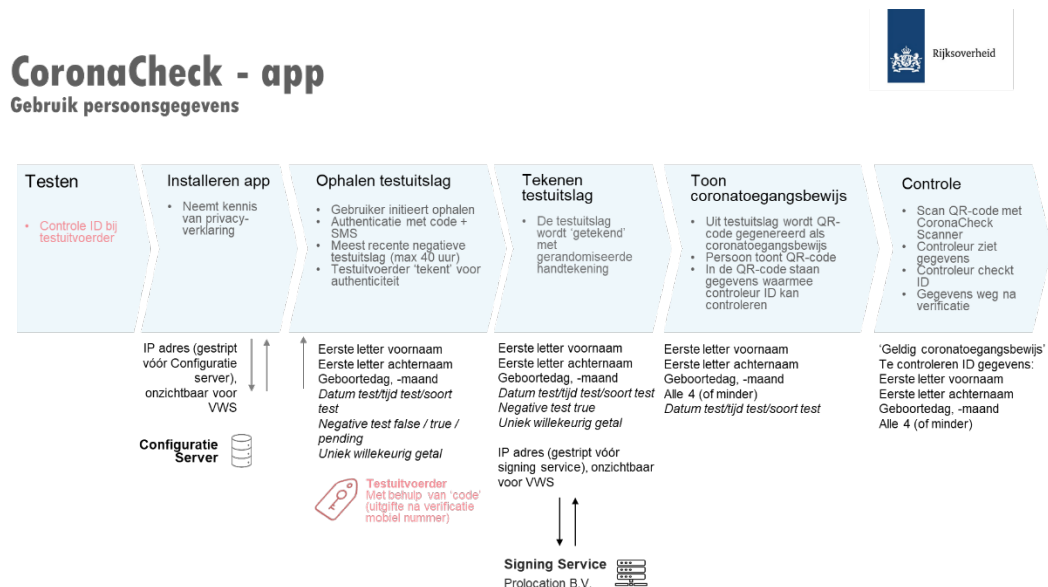 CoronaCheck - app
Gebruik persoonsgegevens
Rijksoverheid
Testen
• Controle ID bij
testuitvoerder
Installeren app
• Neemt kennis
van privacy-
verklaring
Ophalen testuitslag
• Gebruiker initieert ophalen
• Authenticatie met code +
SMS
• Meest recente negatieve
testuitslag (max 40 uur)
• Testuitvoerder 'tekent' voor
authenticiteit
Tekenen
testuitslag
• De testuitslag
wordt 'getekend'
met
gerandomiseerde
handtekening
Toon
coronatoegangsbewijs
• Uit testuitslag wordt QR-
code gegenereerd als
coronatoegangsbewijs
• Persoon toont QR-code
• In de QR-code staan
gegevens waarmee
controleur ID kan
controleren
Controle
• Scan QR-code met
CoronaCheck
Scanner
• Controleur ziet
gegevens
• Controleur checkt
ID
• Gegevens weg na
verificatie
IP adres (gestript
vóór Configuratie
server),
onzichtbaar voor
VWS
Configuratie
Server
Eerste letter voornaam
Eerste letter achternaam
Geboortedag, -maand
Datum test/tijd test/soort
test
Negative test false / true /
pending
Uniek willekeurig getal
Testuitvoerder
Met behulp van 'code'
(uitgifte na verificatie
mobiel nummer)
Eerste letter voornaam
Eerste letter achternaam
Geboortedag, -maand
Datum test/tijd test/soort test
Negative test true
Uniek willekeurig getal
IP adres (gestript vóór
signing service), onzichtbaar
voor VWS
Signing Service
Prolocation B.V.
Eerste letter voornaam
Eerste letter achternaam
Geboortedag, -maand
Alle 4 (of minder)
Datum test/tijd test/soort test
'Geldig coronatoegangsbewijs'
Te controleren ID gegevens:
Eerste letter voornaam
Eerste letter achternaam
Geboortedag, -maand
Alle 4 (of minder)